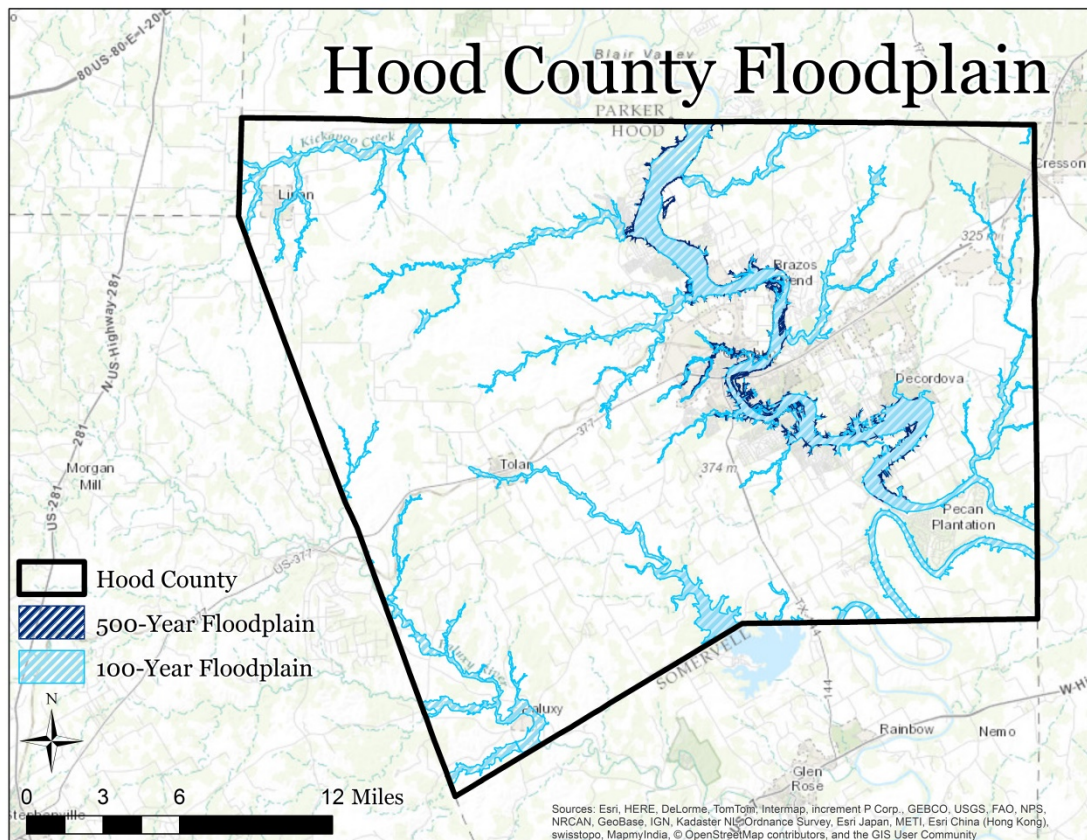 Hood County Floodplain
80-US-80-E-I-20-E
Blair Valley
PARKER
HOOD
Kickapoo Creek
Cresson
325 m
Brazos
Decordova
N-US-Highway-281
281
Tolar
374 m
Morgan
Mill
US-281
Pecan
Plantation
US-377
377
SOMERVELL
144
Rainbow
Nemo
Glen
Rose
Hood County
500-Year Floodplain
100-Year Floodplain
N
0 3 6 12 Miles
Sources: Esri, HERE, DeLorme, TomTom, Intermap, increment P Corp., GEBCO, USGS, FAO, NPS,
NRCAN, GeoBase, IGN, Kadaster NL, Ordnance Survey, Esri Japan, METI, Esri China (Hong Kong),
swisstopo, MapmyIndia, © OpenStreetMap contributors, and the GIS User Community